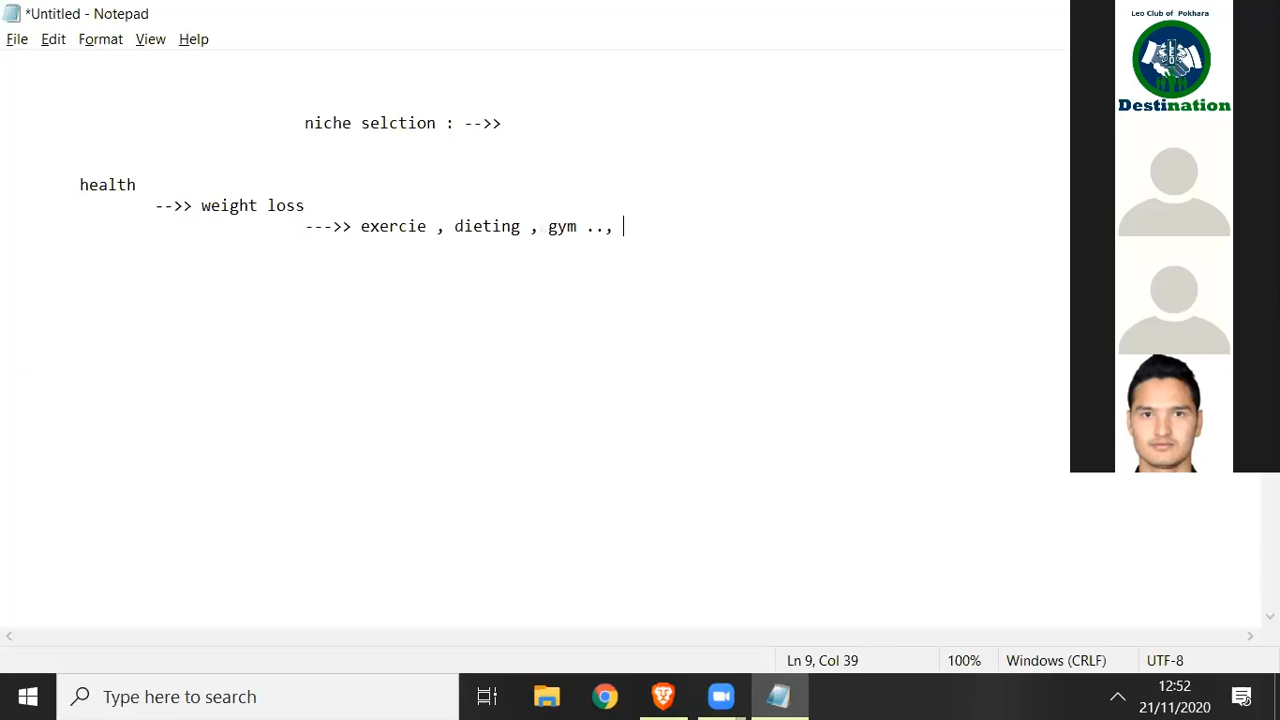 *Untitled - Notepad
File Edit Format View Help
niche selction : -->>
health
-->> weight loss
--->> exercie , dieting , gym ..,
Leo Club of Pokhara
LEO
Destination
Ln 9, Col 39 100% Windows (CRLF) UTF-8
Type here to search
12:52
21/11/2020